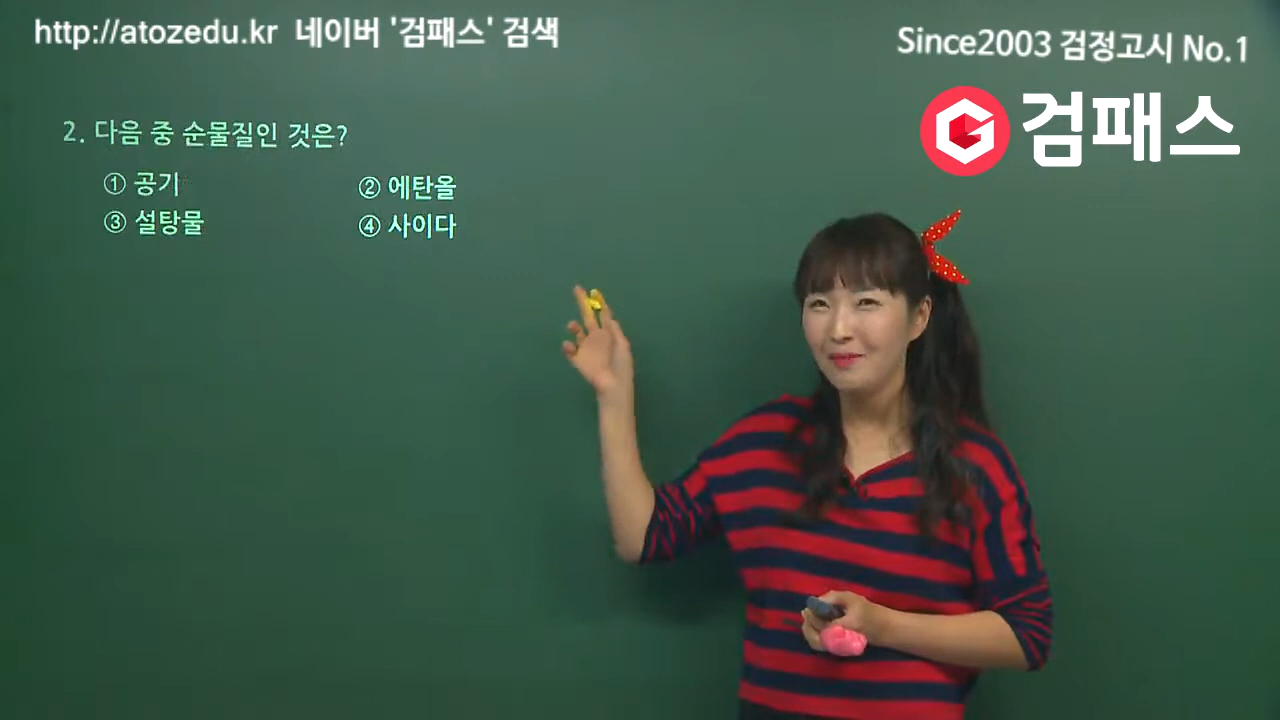 http://atozedu.kr 네이버 '검패스' 검색
Since2003 검정고시 No.1
검패스
2. 다음 중 순물질인 것은?
① 공기 ② 에탄올
③ 설탕물 ④ 사이다